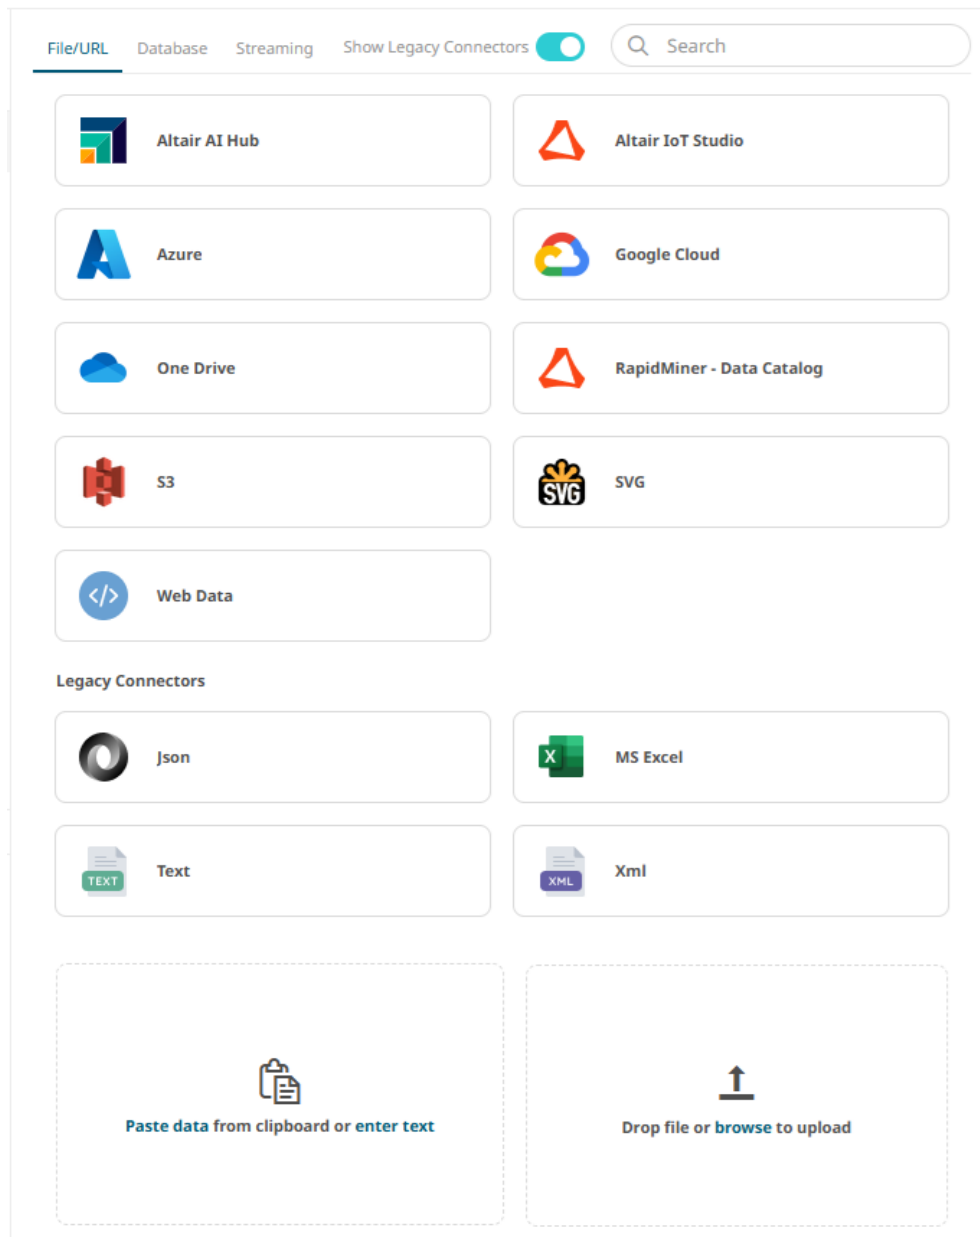 File/URL Database Streaming Show Legacy Connectors Search
Altair AI Hub
Altair IoT Studio
Azure
Google Cloud
One Drive
RapidMiner - Data Catalog
S3
SVG
SVG
</> Web Data
Legacy Connectors
Json
X MS Excel
TEXT Text
XML Xml
Paste data from clipboard or enter text
Drop file or browse to upload